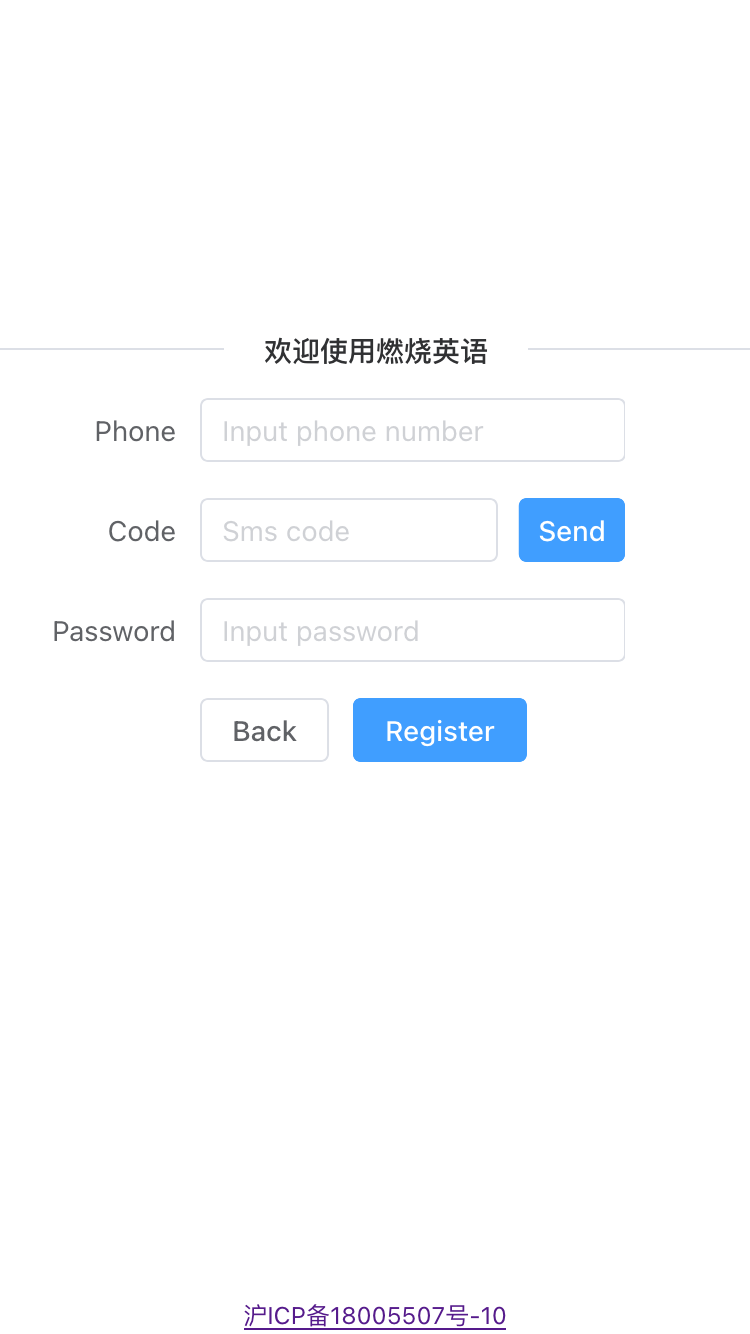 欢迎使用燃烧英语
Phone Input phone number
Code Sms code Send
Password Input password
Back Register
沪ICP备18005507号-10